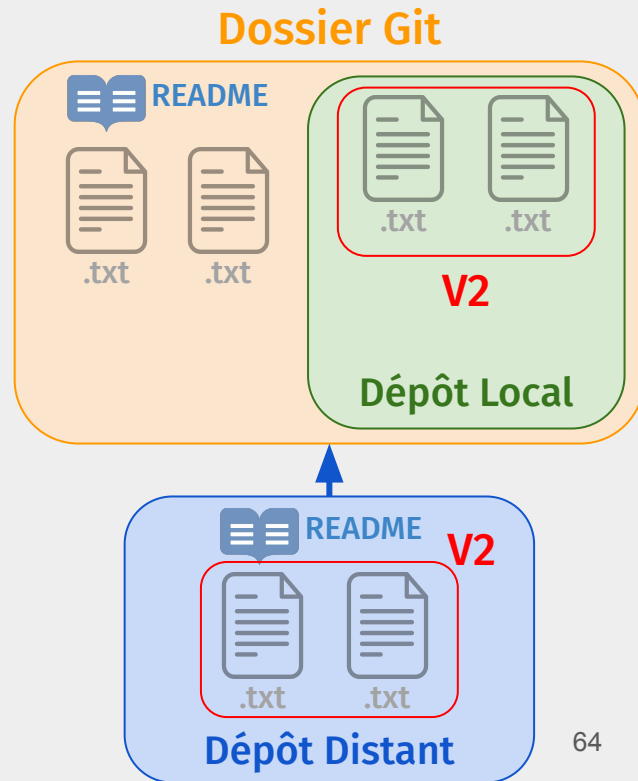 Dossier Git
README
.txt
.txt
.txt
.txt
V2
Dépôt Local
README
V2
.txt
.txt
Dépôt Distant
64